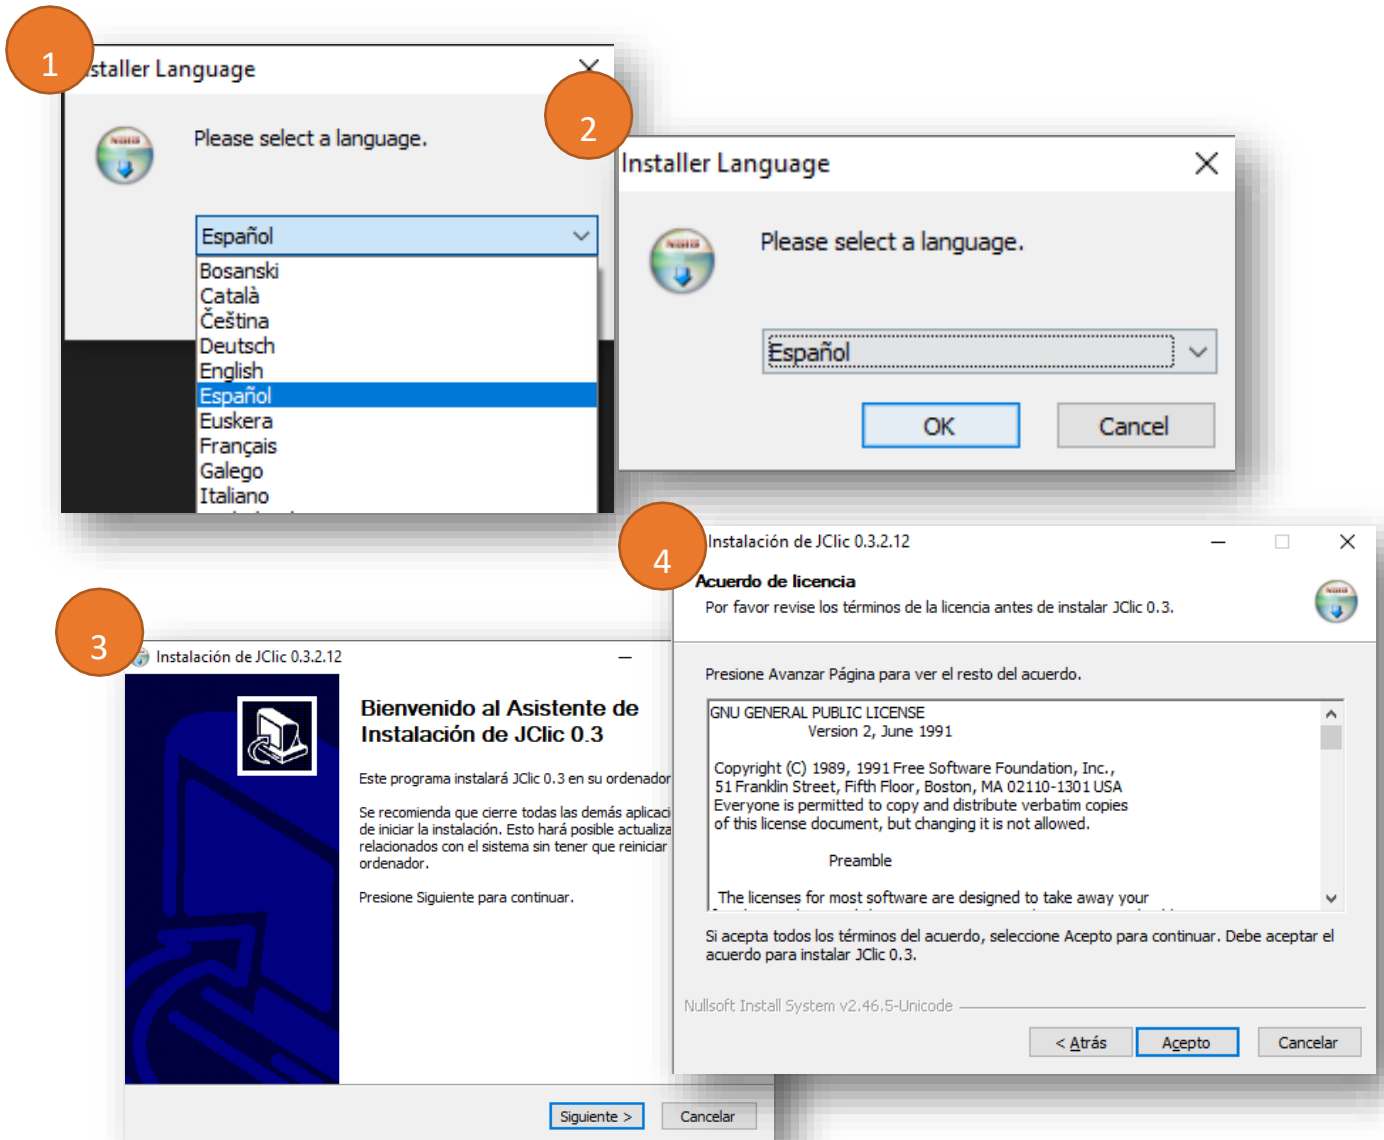 1
staller Language
Please select a language.
Español
Bosanski
Català
Čeština
Deutsch
English
Español
Euskera
Français
Galego
Italiano
2
Installer Language
Please select a language.
Español
OK
Cancel
3
Instalación de JClic 0.3.2.12
Bienvenido al Asistente de
Instalación de JClic 0.3
Este programa instalará JClic 0.3 en su ordenador
Se recomienda que cierre todas las demás aplicaci
de iniciar la instalación. Esto hará posible actualiza
relacionados con el sistema sin tener que reiniciar
ordenador.
Presione Siguiente para continuar.
Siguiente >
Cancelar
4
Instalación de JClic 0.3.2.12
Acuerdo de licencia
Por favor revise los términos de la licencia antes de instalar JClic 0.3.
Presione Avanzar Página para ver el resto del acuerdo.
GNU GENERAL PUBLIC LICENSE
Version 2, June 1991
Copyright (C) 1989, 1991 Free Software Foundation, Inc.,
51 Franklin Street, Fifth Floor, Boston, MA 02110-1301 USA
Everyone is permitted to copy and distribute verbatim copies
of this license document, but changing it is not allowed.
Preamble
The licenses for most software are designed to take away your
Si acepta todos los términos del acuerdo, seleccione Acepto para continuar. Debe aceptar el
acuerdo para instalar JClic 0.3.
Nullsoft Install System v2.46.5-Unicode
< Atrás
Acepto
Cancelar